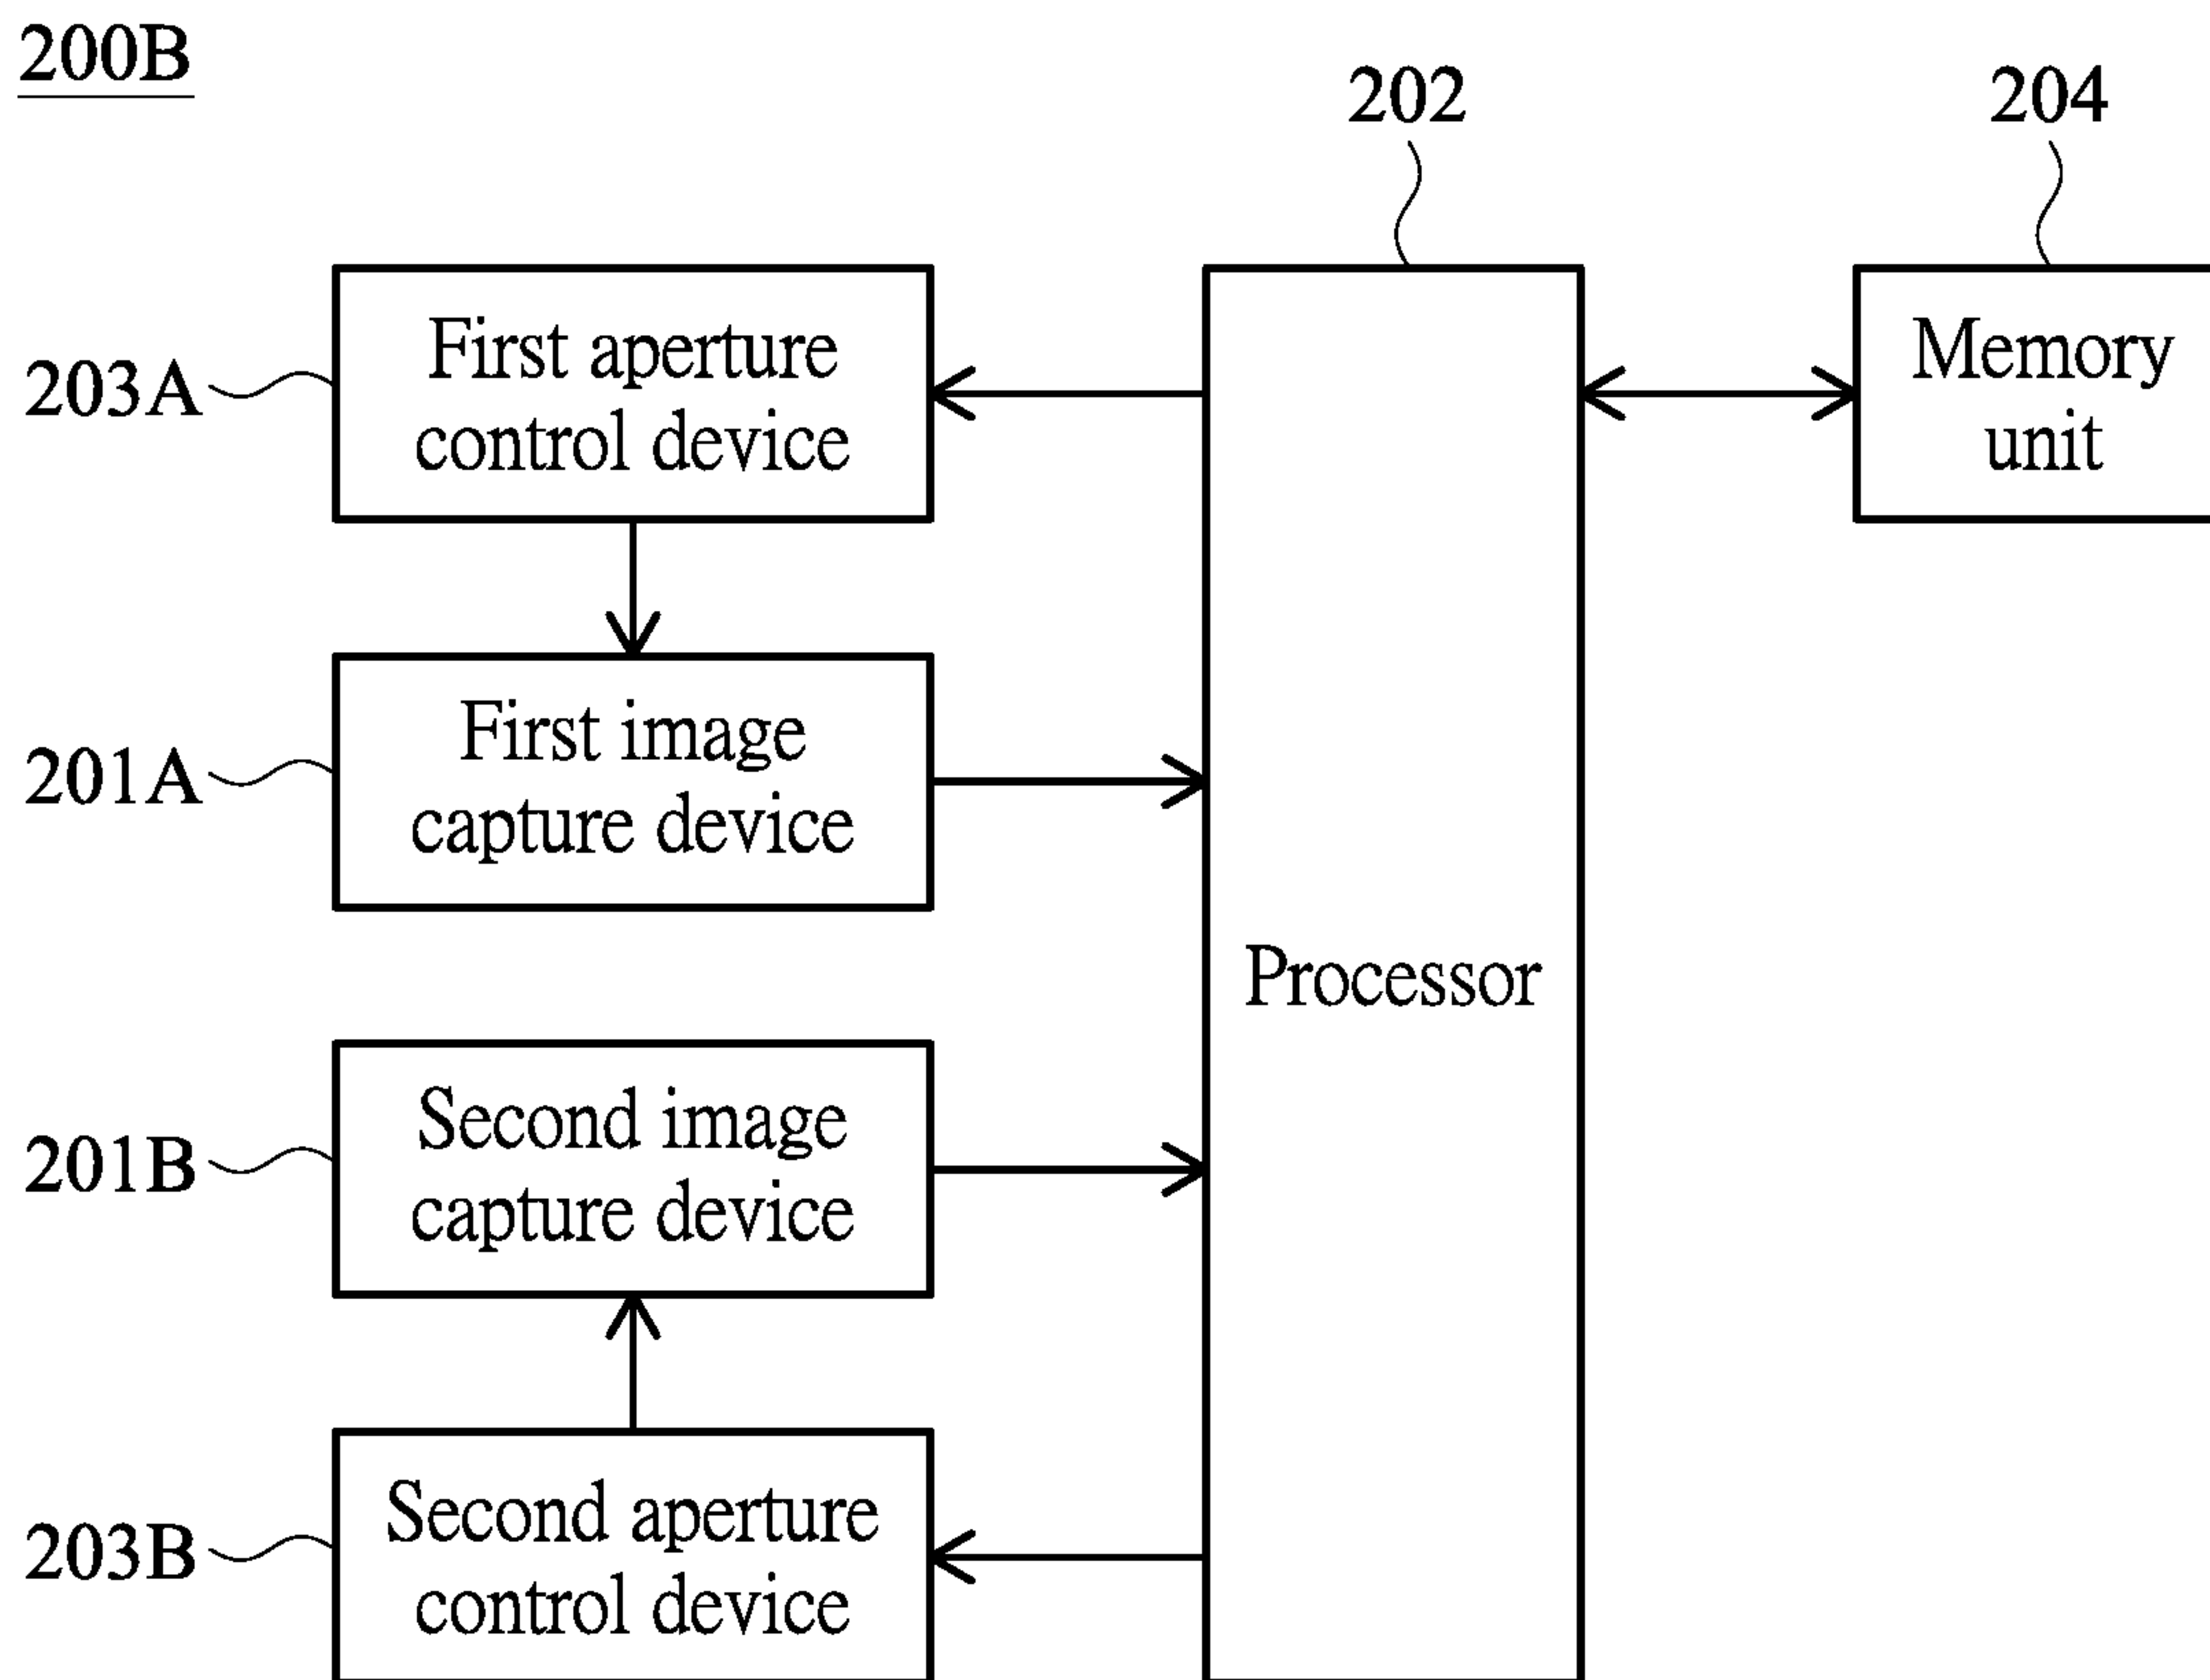 200B
202
204
First aperture
control device
Memory
unit
203A
First image
capture device
201A
Processor
Second image
capture device
201B
Second aperture
control device
203B